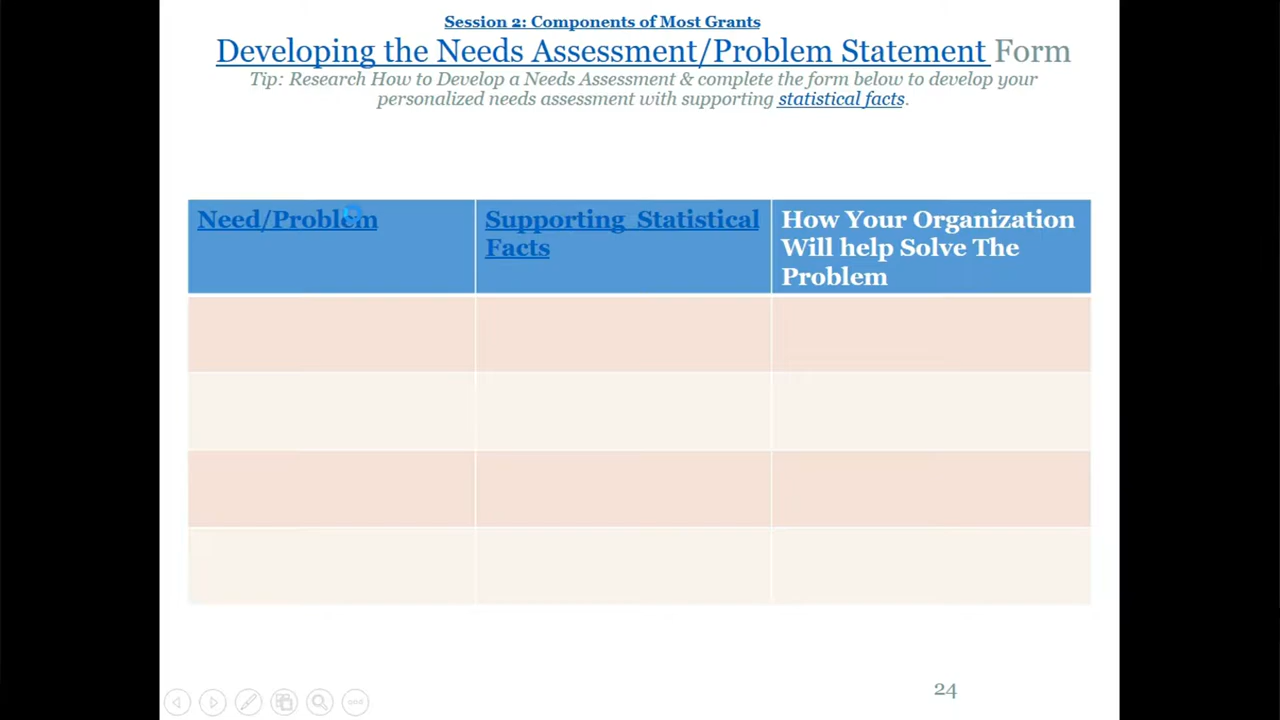 Session 2: Components of Most Grants
Developing the Needs Assessment/Problem Statement Form
Tip: Research How to Develop a Needs Assessment & complete the form below to develop your
personalized needs assessment with supporting statistical facts.
Need/Problem
Supporting Statistical
Facts
How Your Organization
Will help Solve The
Problem
24